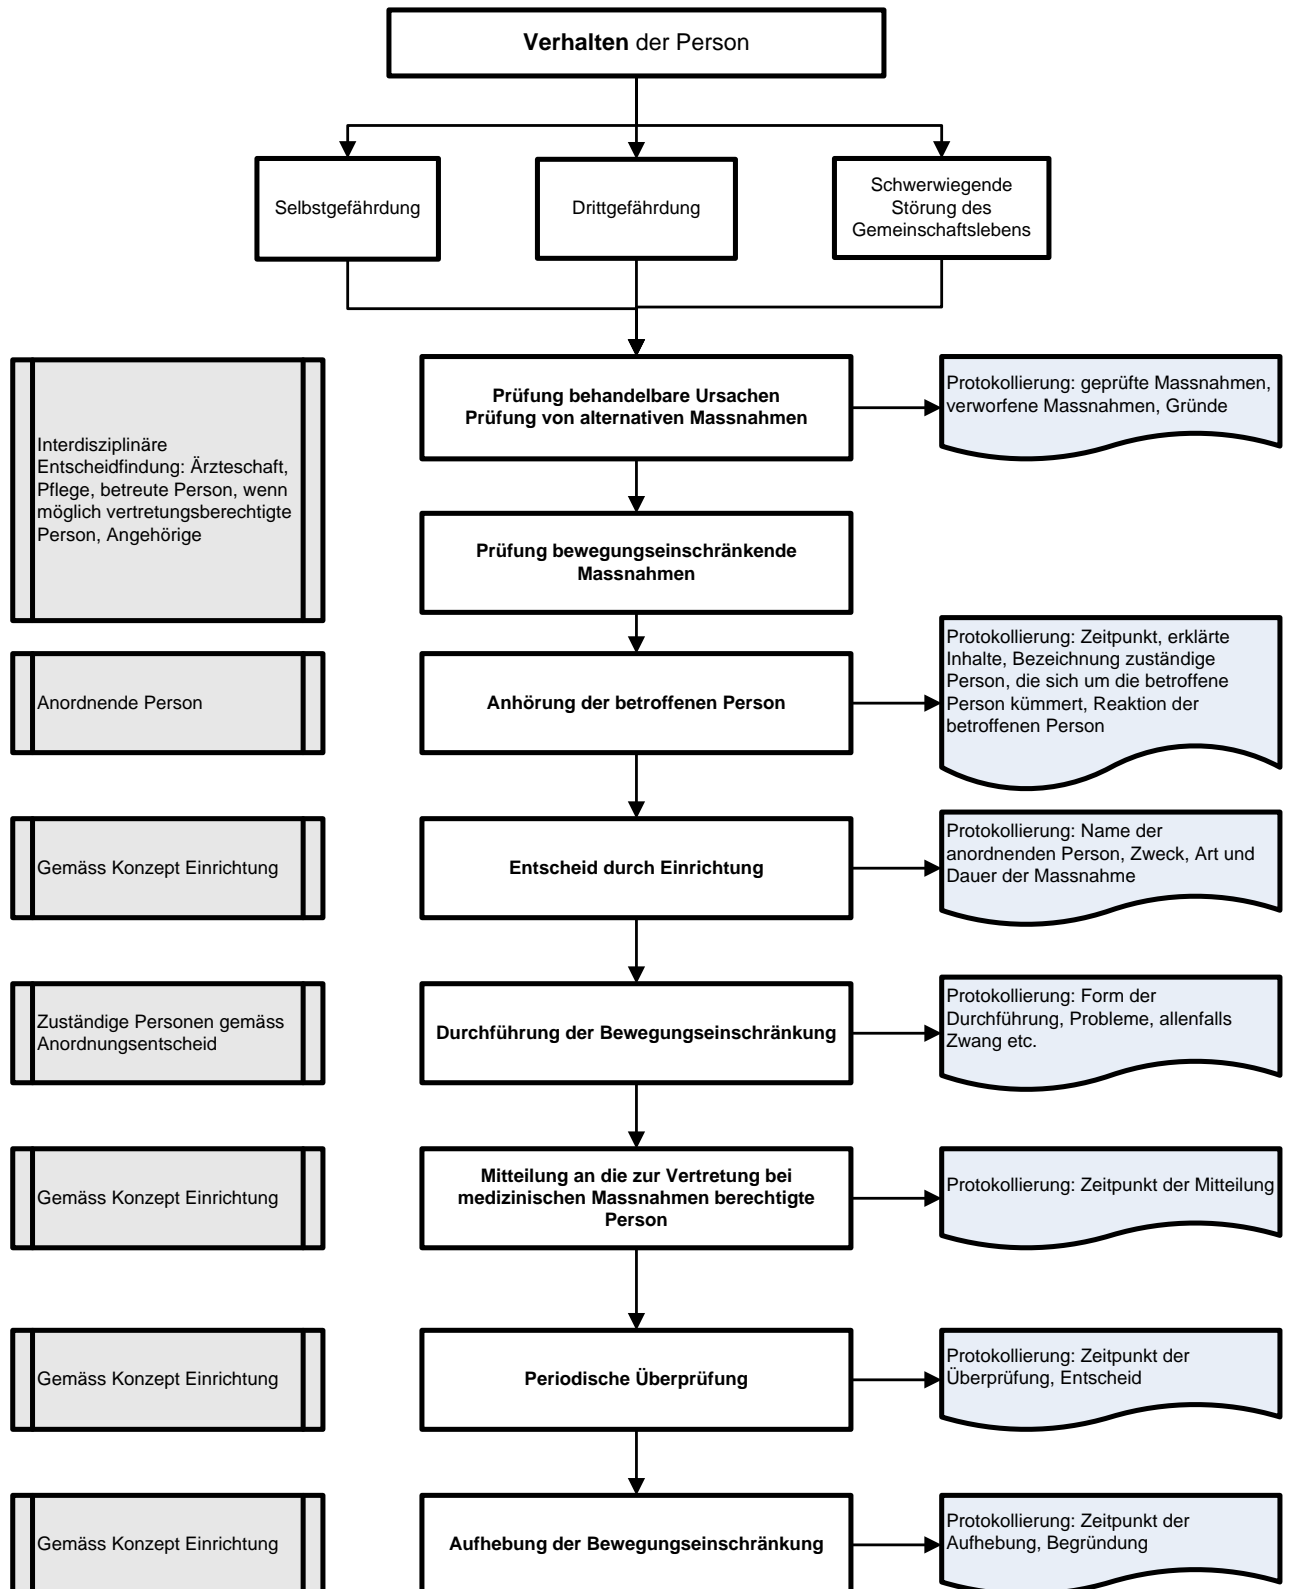 Verhalten der Person
Selbstgefährdung
Drittgefährdung
Schwerwiegende
Störung des
Gemeinschaftslebens
Interdisziplinäre
Entscheidfindung: Ärzteschaft,
Pflege, betreute Person, wenn
möglich vertretungsberechtigte
Person, Angehörige
Prüfung behandelbare Ursachen
Prüfung von alternativen Massnahmen
Protokollierung: geprüfte Massnahmen,
verworfene Massnahmen, Gründe
Prüfung bewegungseinschränkende
Massnahmen
Anordnende Person
Anhörung der betroffenen Person
Protokollierung: Zeitpunkt, erklärte
Inhalte, Bezeichnung zuständige
Person, die sich um die betroffene
Person kümmert, Reaktion der
betroffenen Person
Gemäss Konzept Einrichtung
Entscheid durch Einrichtung
Protokollierung: Name der
anordnenden Person, Zweck, Art und
Dauer der Massnahme
Zuständige Personen gemäss
Anordnungsentscheid
Durchführung der Bewegungseinschränkung
Protokollierung: Form der
Durchführung, Probleme, allenfalls
Zwang etc.
Gemäss Konzept Einrichtung
Mitteilung an die zur Vertretung bei
medizinischen Massnahmen berechtigte
Person
Protokollierung: Zeitpunkt der Mitteilung
Gemäss Konzept Einrichtung
Periodische Überprüfung
Protokollierung: Zeitpunkt der
Überprüfung, Entscheid
Gemäss Konzept Einrichtung
Aufhebung der Bewegungseinschränkung
Protokollierung: Zeitpunkt der
Aufhebung, Begründung